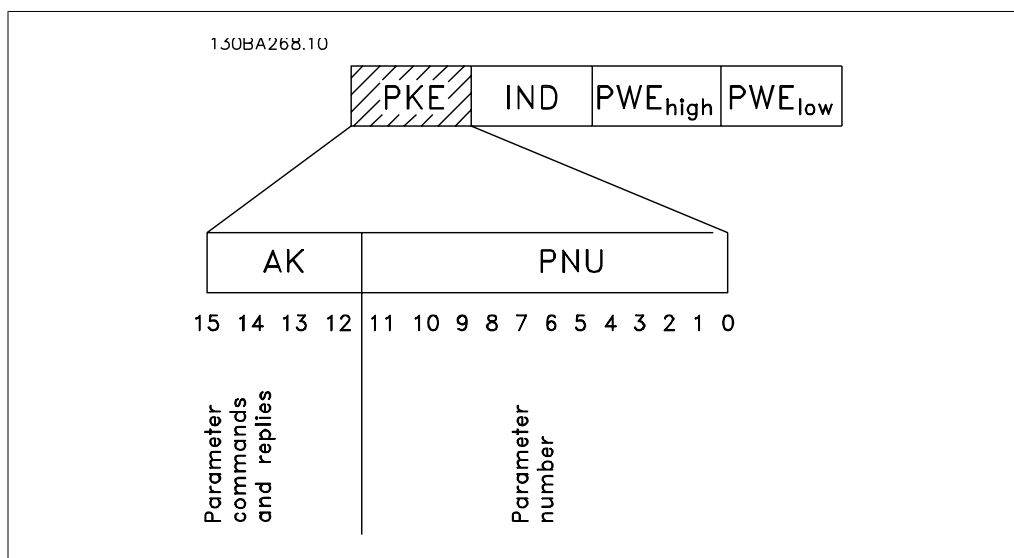 130BA268.10
PKE IND PWEhigh PWElow
AK PNU
15 14 13 12 11 10 9 8 7 6 5 4 3 2 1 0
Parameter
commands
and replies
Parameter
number